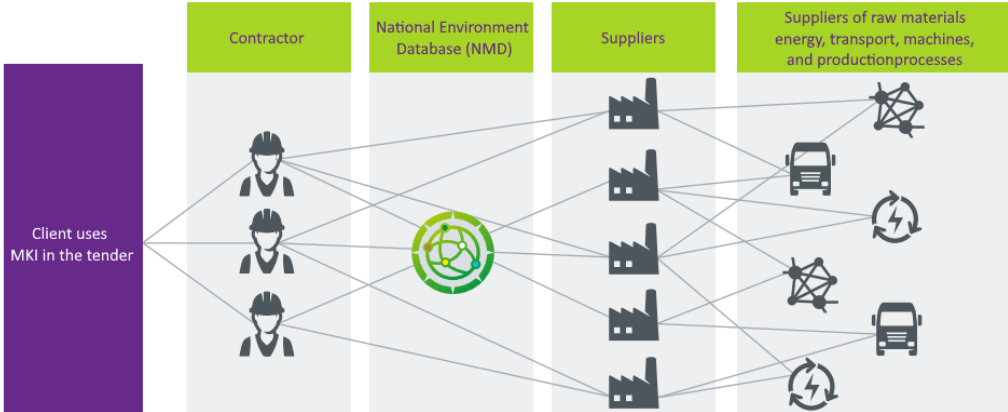 Contractor
National Environment
Database (NMD)
Suppliers
Suppliers of raw materials
energy, transport, machines,
and productionprocesses
Client uses
MKI in the tender